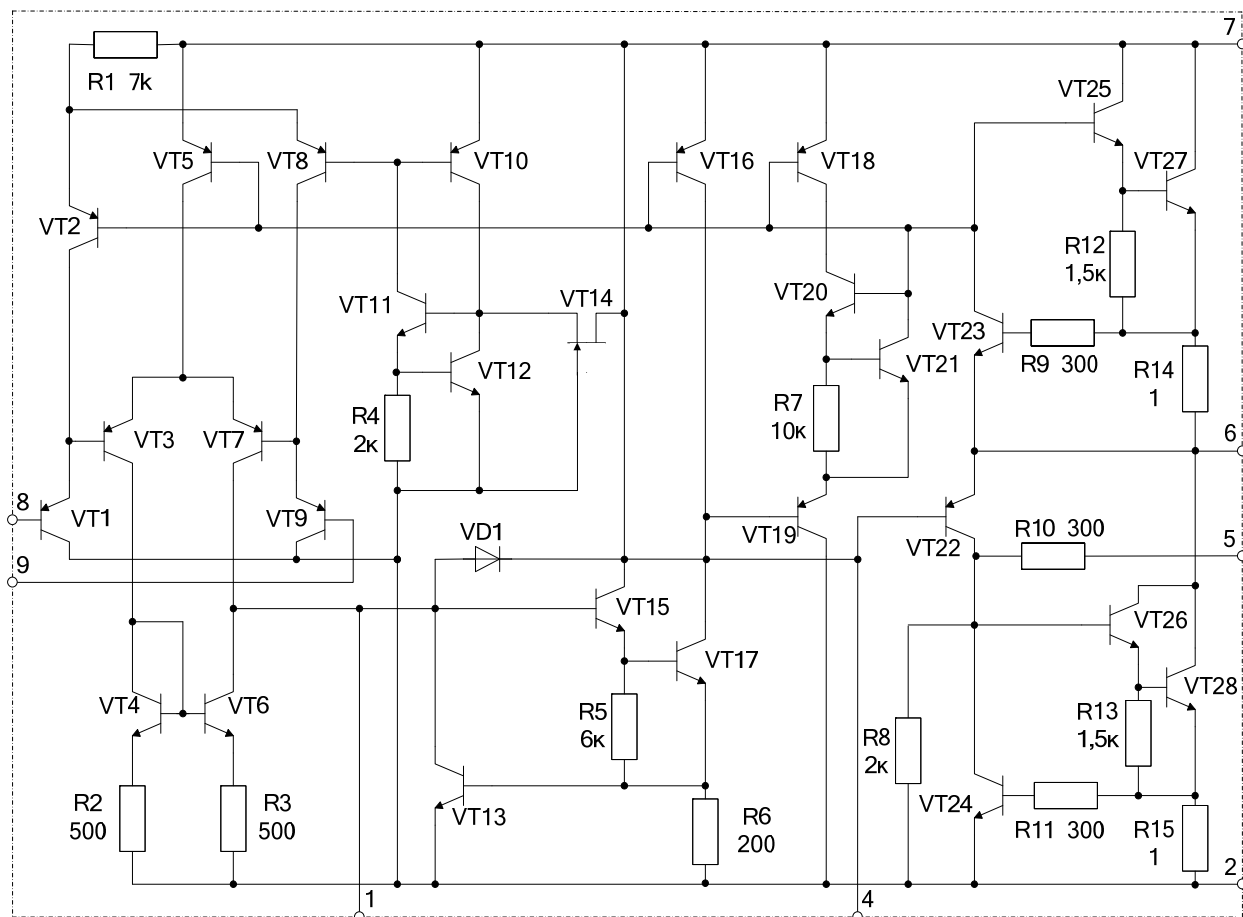 7
R1 7k
VT25
VT5
VT8
VT10
VT16
VT18
VT27
VT2
R12
1,5к
VT11
VT14
VT20
VT23
R9 300
VT21
VT12
R14
1
R4
2к
R7
10к
VT3
VT7
6
8
VT1
VT9
VD1
VT19
VT22
R10 300
5
9
VT15
VT26
VT17
VT28
VT4
VT6
R5
6к
R8
2к
R13
1,5к
R2
500
R3
500
VT13
R6
200
VT24
R11 300
R15
1
2
1
4